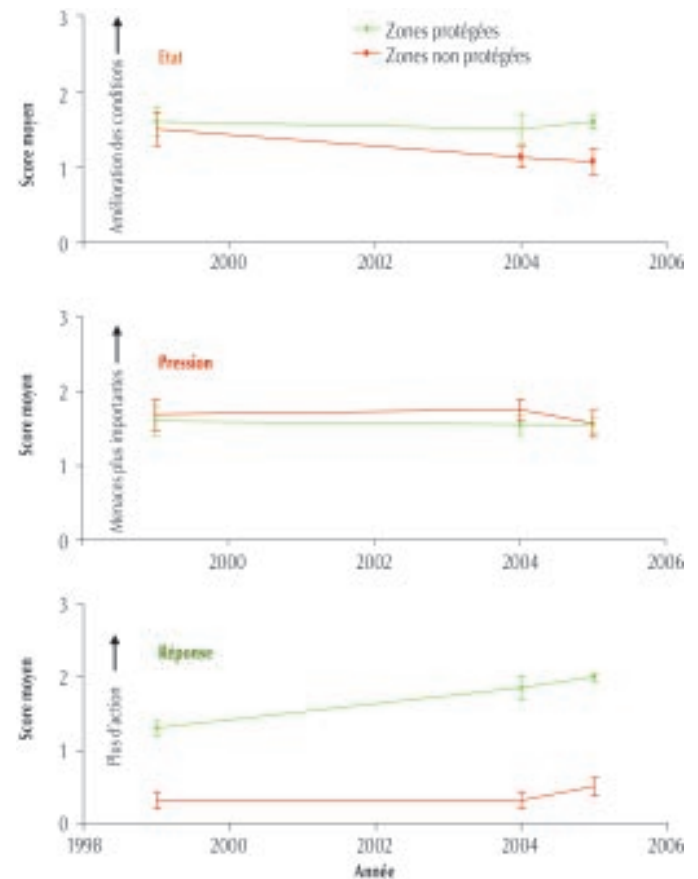 3
2
1
0
Score moyen
Amélioration des conditions
Etat
Zones protégées
Zones non protégées
2000 2002 2004 2006
3
2
1
0
Score moyen
Menaces plus importantes
Pression
2000 2002 2004 2006
3
2
1
0
Score moyen
Plus d'action
Réponse
1998 2000 2002 2004 2006
Année